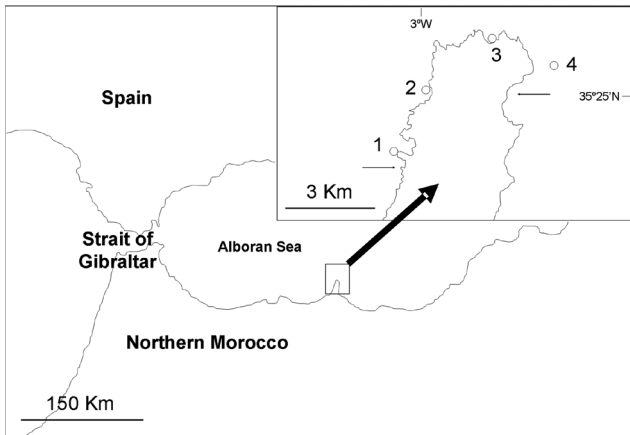 3ºW
3
4
2
35º25'N
Spain
1
3 Km
Strait of
Gibraltar
Alboran Sea
Northern Morocco
150 Km